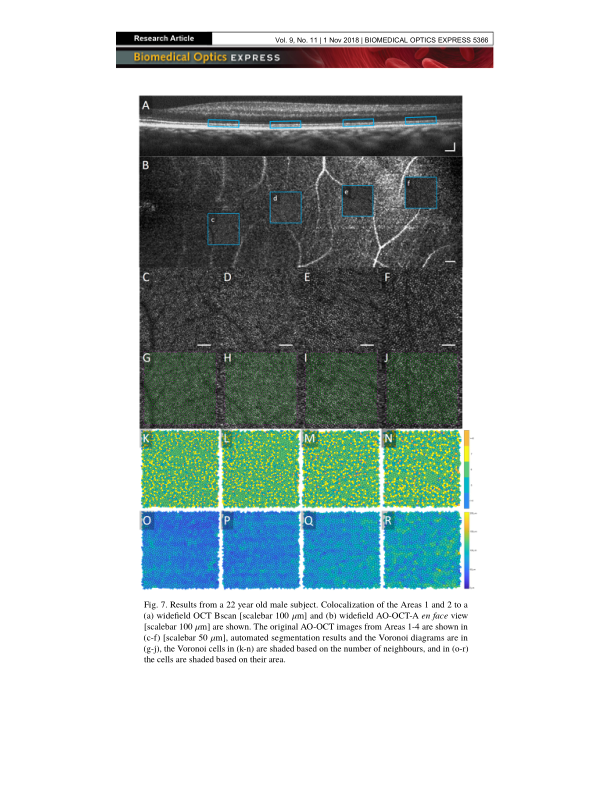 Research Article
Vol. 9, No. 11 | 1 Nov 2018 | BIOMEDICAL OPTICS EXPRESS 5366
Biomedical Optics EXPRESS
A
B
c
d
e
f
C D E F
G H I J
K L M N
O P Q R
Fig. 7. Results from a 22 year old male subject. Colocalization of the Areas 1 and 2 to a
(a) widefield OCT Bscan [scalebar 100 μm] and (b) widefield AO-OCT-A en face view
[scalebar 100 μm] are shown. The original AO-OCT images from Areas 1-4 are shown in
(c-f) [scalebar 50 μm], automated segmentation results and the Voronoi diagrams are in
(g-j), the Voronoi cells in (k-n) are shaded based on the number of neighbours, and in (o-r)
the cells are shaded based on their area.